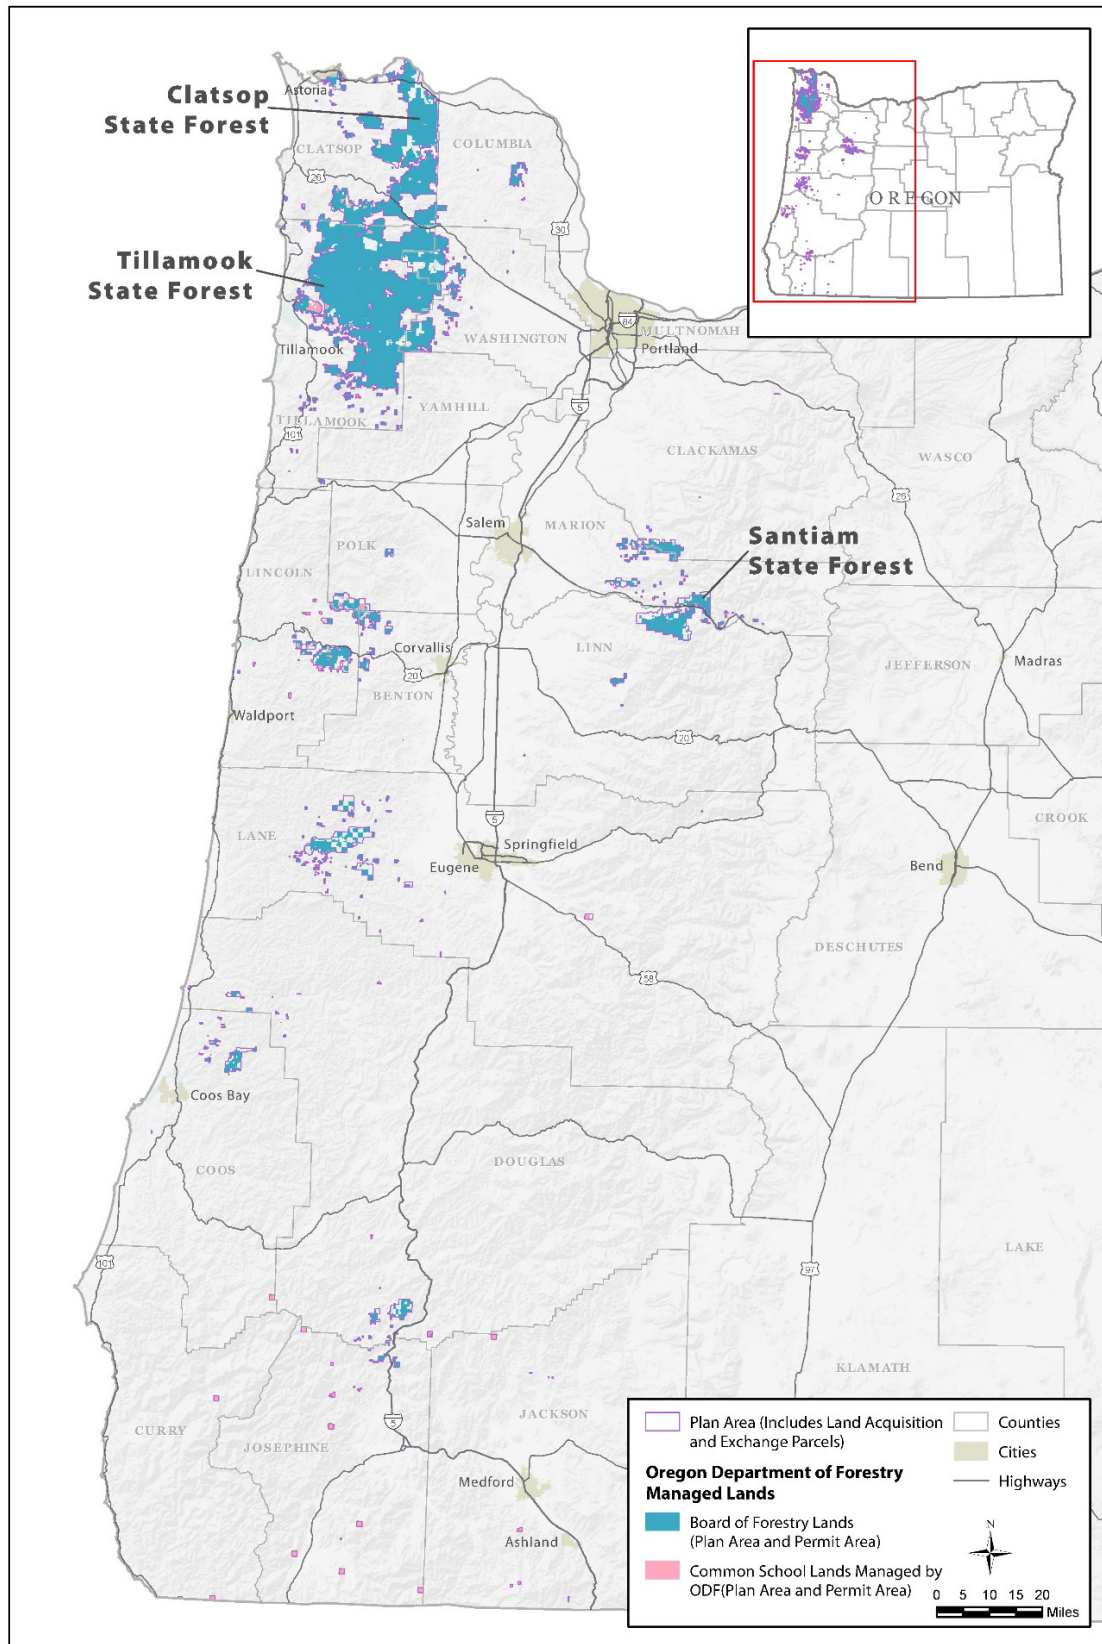 Clatsop
State Forest
Astoria
CLATSOP
COLUMBIA
26
30
OREGON
Tillamook
State Forest
Tillamook
WASHINGTON
84
MULTNOMAH
Portland
YAMHILL
5
TILLAMOOK
101
CLACKAMAS
WASCO
26
Salem
MARION
Santiam
State Forest
POLK
LINCOLN
LINN
Corvallis
20
BENTON
JEFFERSON
Madras
Waldport
20
5
LANE
CROOK
Springfield
Eugene
Bend
DESCHUTES
58
Coos Bay
COOS
DOUGLAS
101
LAKE
97
KLAMATH
CURRY
JOSEPHINE
5
JACKSON
Medford
Ashland
Plan Area (Includes Land Acquisition
and Exchange Parcels)
Oregon Department of Forestry
Managed Lands
Board of Forestry Lands
(Plan Area and Permit Area)
Common School Lands Managed by
ODF(Plan Area and Permit Area)
Counties
Cities
Highways
N
0 5 10 15 20
Miles